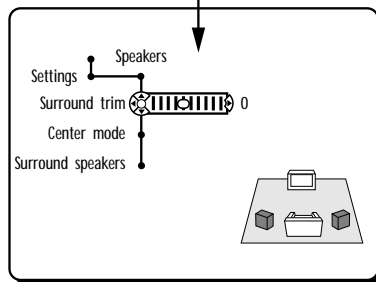 Speakers
Settings
Surround trim 0
Center mode
Surround speakers